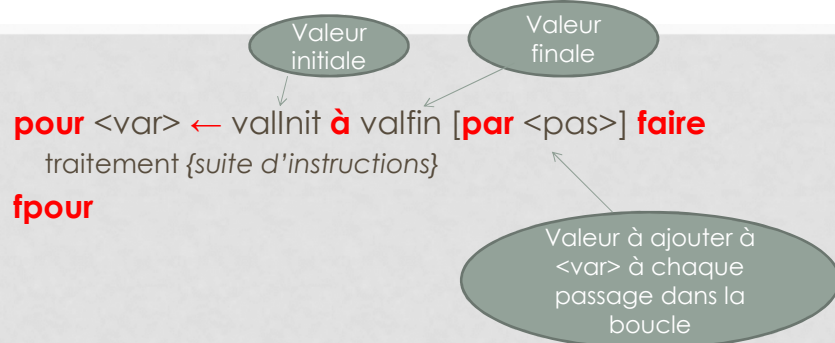 Valeur
initiale
Valeur
finale
pour <var> ← valInit à valfin [par <pas>] faire
traitement {suite d'instructions}
fpour
Valeur à ajouter à
<var> à chaque
passage dans la
boucle